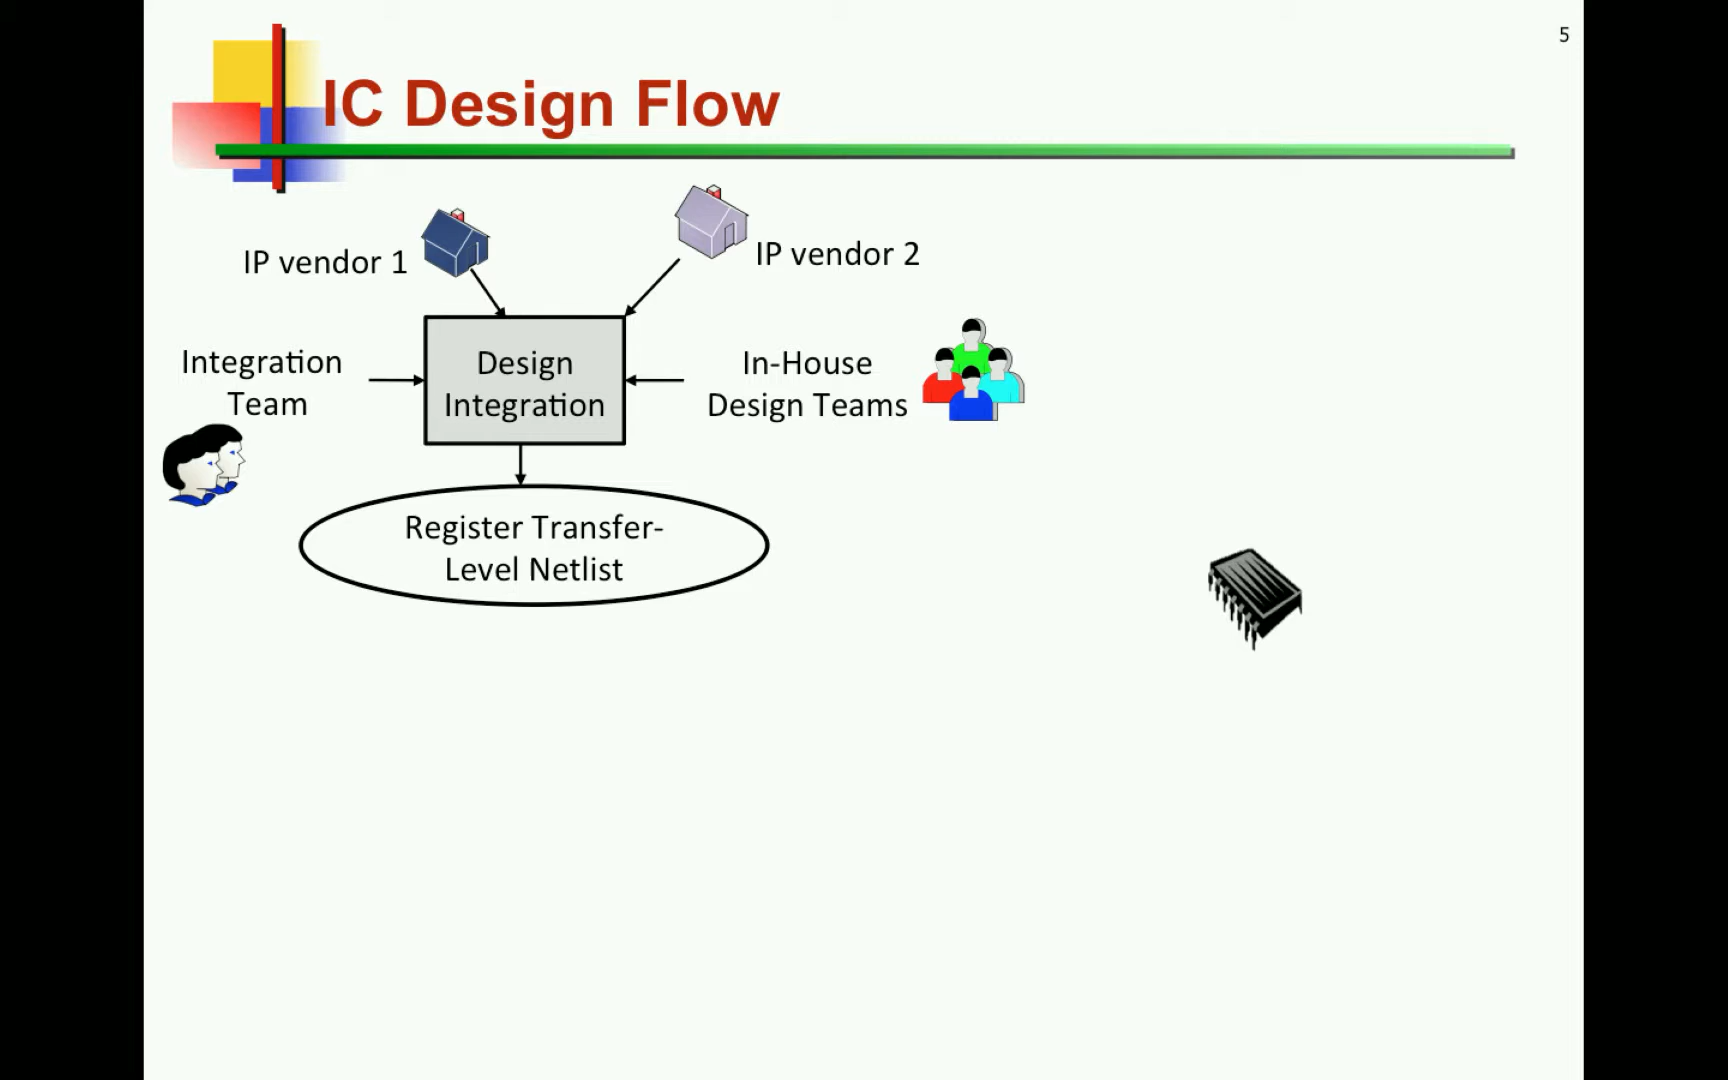 5
IC Design Flow
IP vendor 1
IP vendor 2
Integration
Team
Design
Integration
In-House
Design Teams
Register Transfer-
Level Netlist